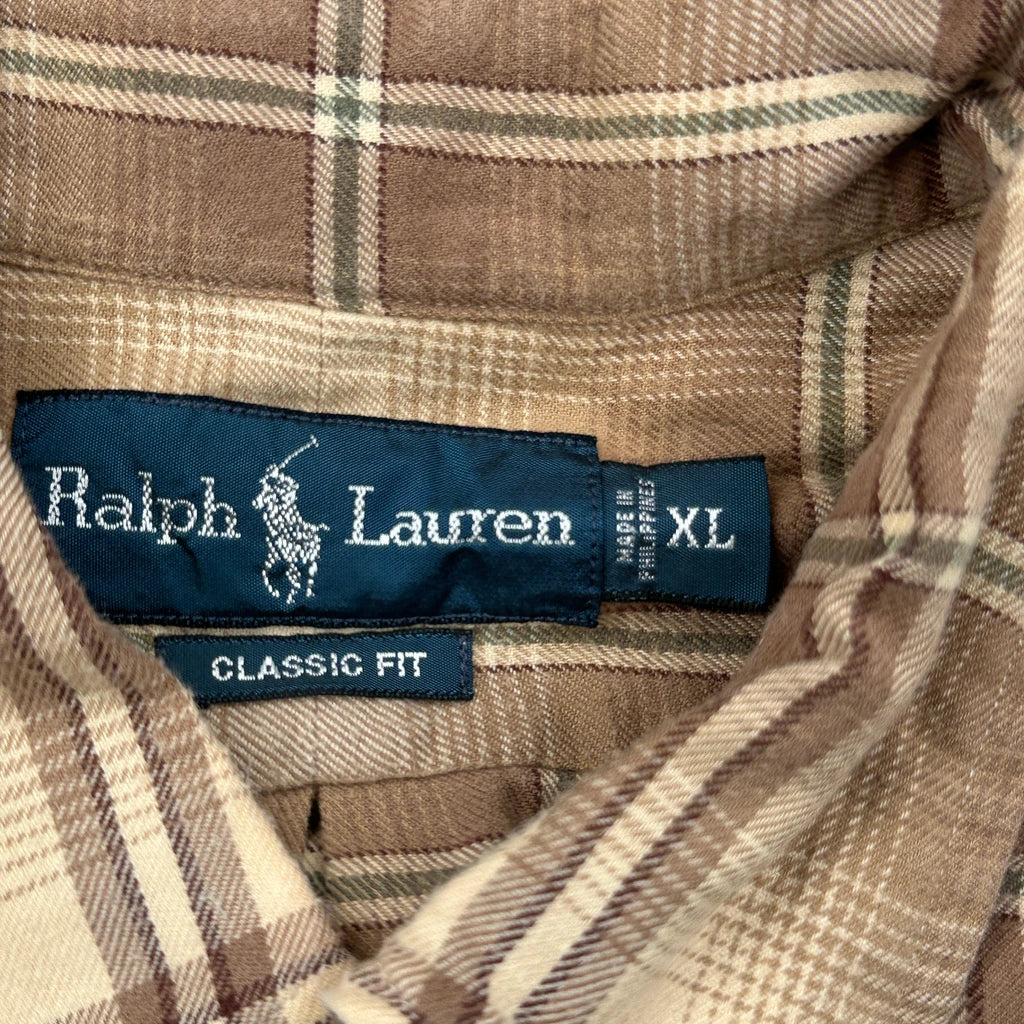 Ralph Lauren
MADE IN
PHILIPPINES
XL
CLASSIC FIT